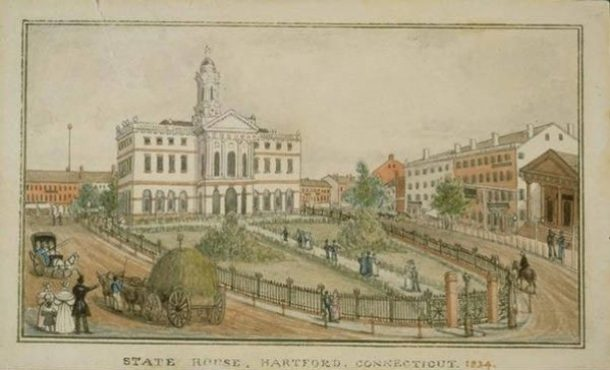 STATE HOUSE, HARTFORD, CONNECTICUT. 1834.